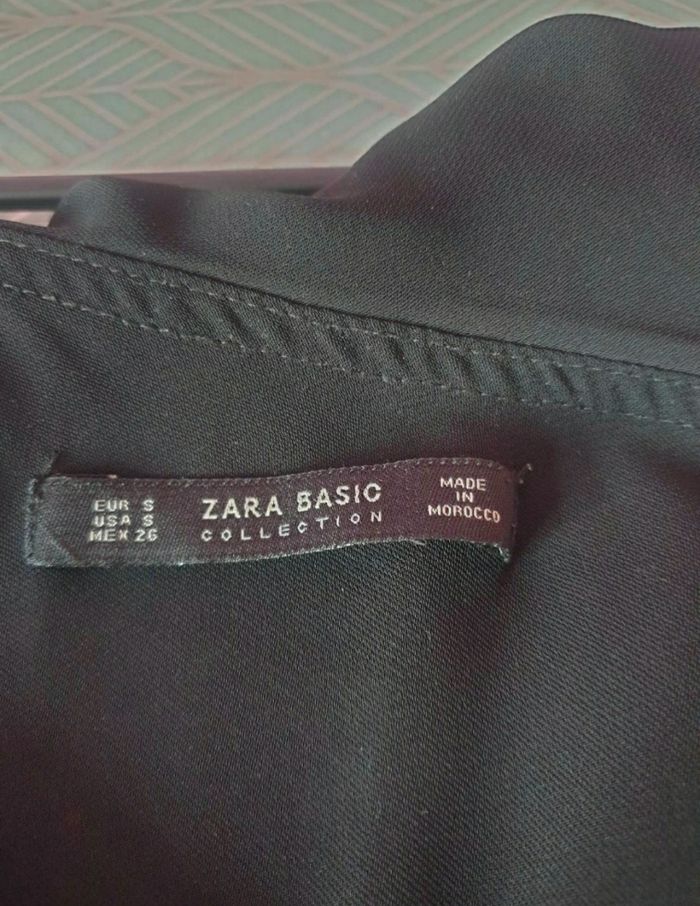 EUR S
USA S
MEX 26
ZARA BASIC
COLLECTION
MADE
IN
MOROCCO